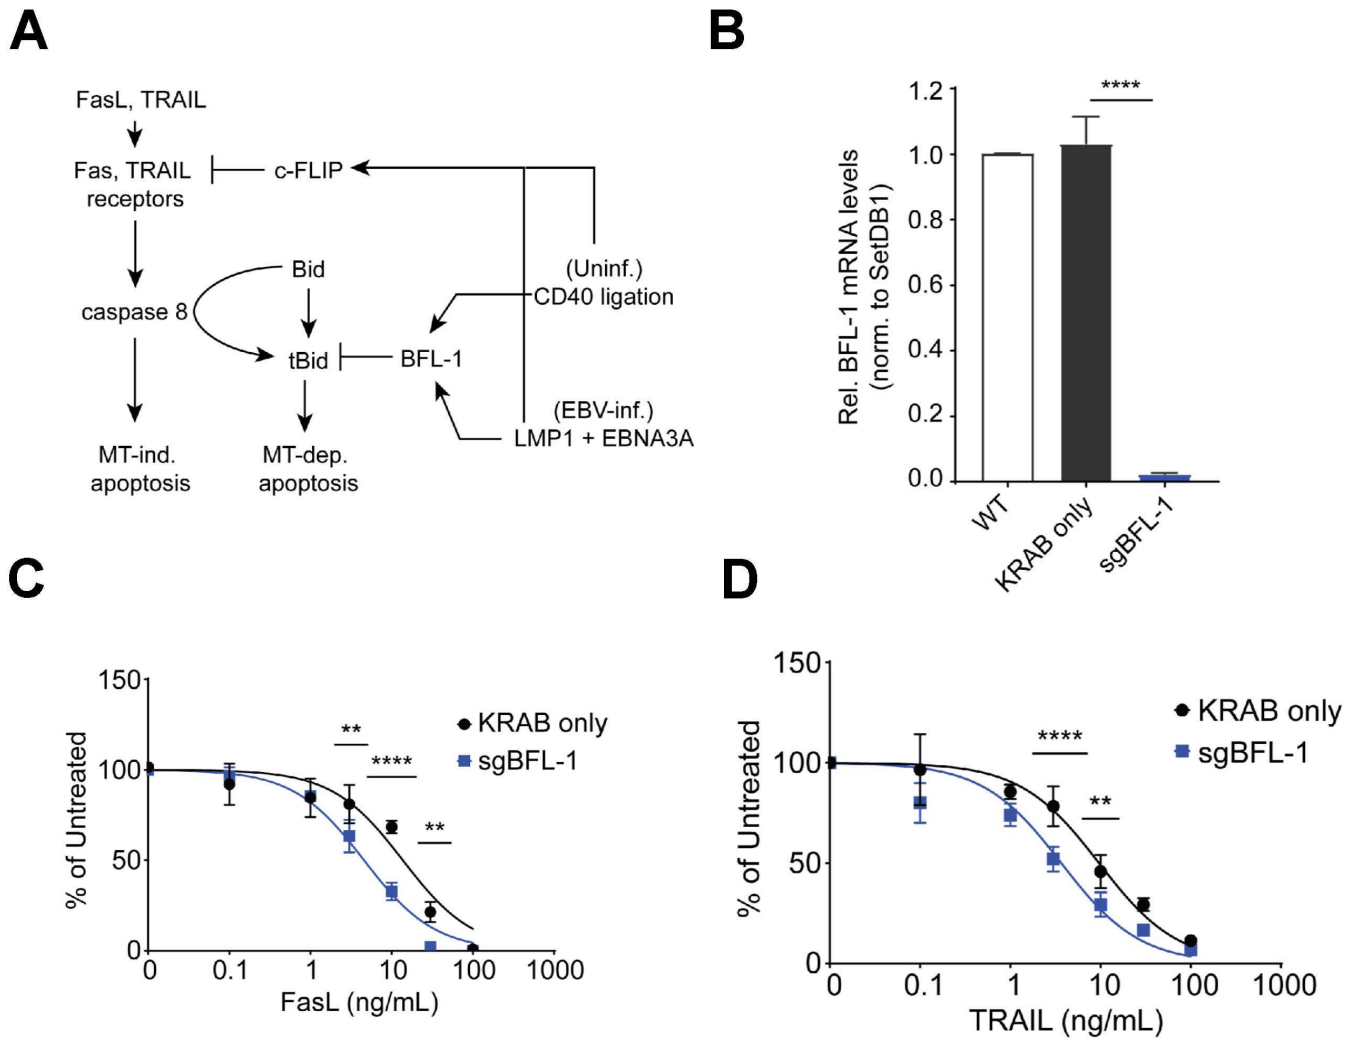 A
FasL, TRAIL
Fas, TRAIL
receptors
c-FLIP
Bid
(Uninf.)
CD40 ligation
caspase 8
tBid
BFL-1
(EBV-inf.)
LMP1 + EBNA3A
MT-ind.
apoptosis
MT-dep.
apoptosis
B
Rel. BFL-1 mRNA levels
(norm. to SetDB1)
1.2
1.0
0.8
0.6
0.4
0.2
0.0
****
WT
KRAB only
sgBFL-1
C
% of Untreated
150
100
50
0
**
****
**
KRAB only
sgBFL-1
0 0.1 1 10 100 1000
FasL (ng/mL)
D
% of Untreated
150
100
50
0
****
**
KRAB only
sgBFL-1
0 0.1 1 10 100 1000
TRAIL (ng/mL)